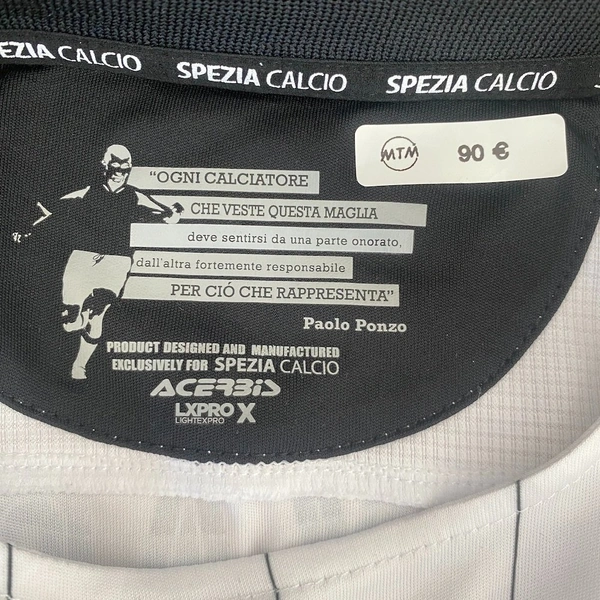 EZIA CALCIO SPEZIA CALCIO SPEZIA CALCIO
MTM 90 €
"OGNI CALCIATORE
CHE VESTE QUESTA MAGLIA
deve sentirsi da una parte onorato,
dall'altra fortemente responsabile
PER CIÓ CHE RAPPRESENTA"
Paolo Ponzo
PRODUCT DESIGNED AND MANUFACTURED
EXCLUSIVELY FOR SPEZIA CALCIO
ACERBIS
LXPRO X
LIGHTEXPRO